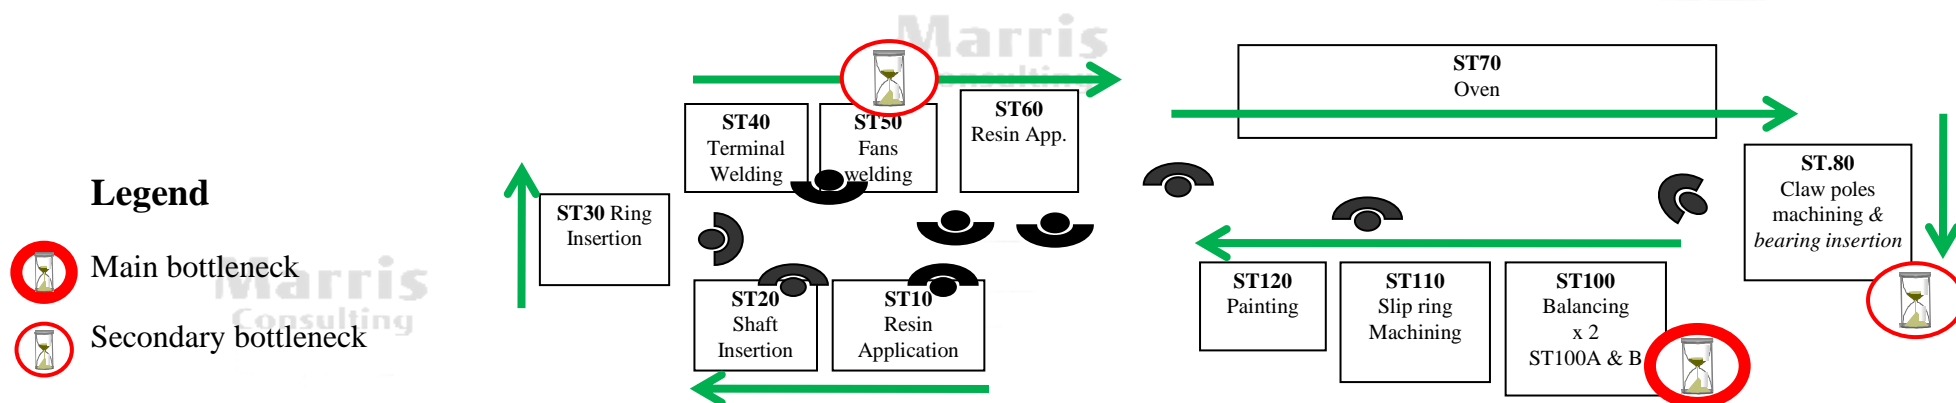 Marris
Consulting
ST70
Oven
ST60
Resin App.
ST40
Terminal
Welding
ST50
Fans
welding
ST.80
Claw poles
machining &
bearing insertion
Legend
ST30 Ring
Insertion
Main bottleneck
Marris
Consulting
Secondary bottleneck
ST20
Shaft
Insertion
ST10
Resin
Application
ST120
Painting
ST110
Slip ring
Machining
ST100
Balancing
x 2
ST100A & B